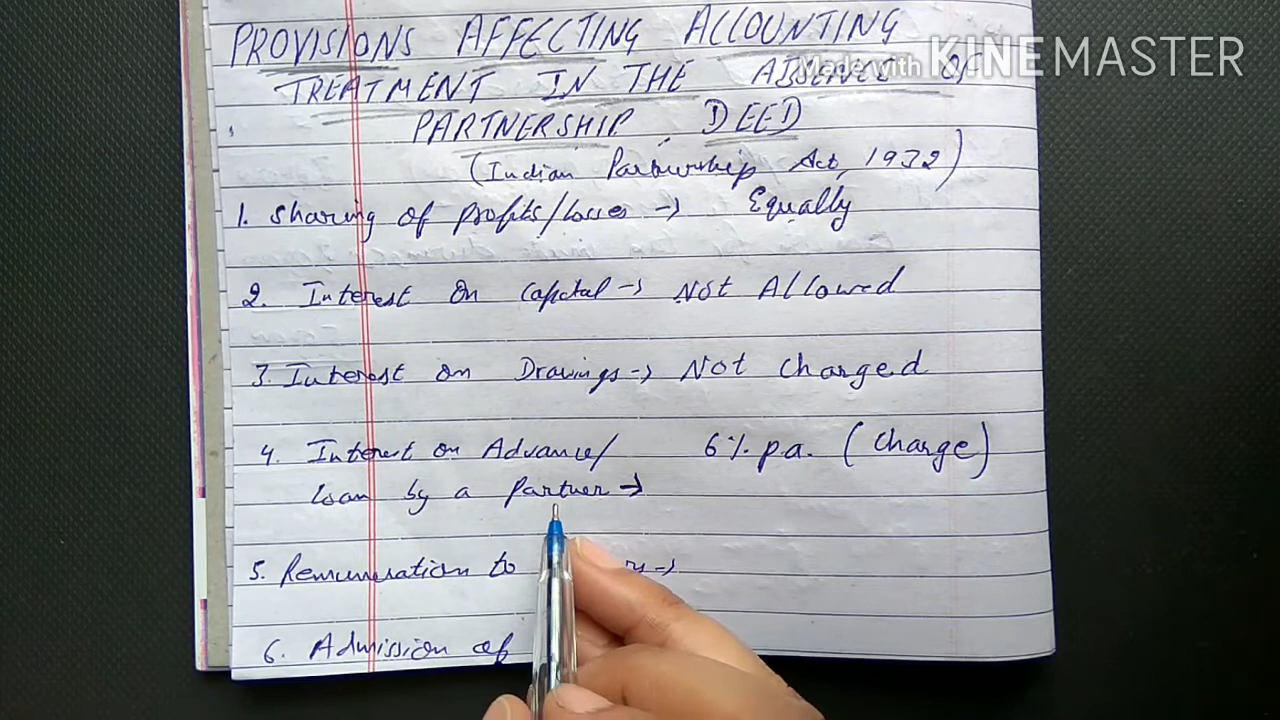 PROVISIONS AFFECTING ACCOUNTING
TREATMENT IN THE ABSENCE OF
PARTNERSHIP DEED
(Indian Partnership Act, 1932)
1. Sharing of Profits/Losses → Equally
2. Interest on Capital → Not Allowed
3. Interest on Drawings → Not Charged
4. Interest on Advance/ 6% p.a. (Charge)
Loan by a Partner →
5. Remuneration to
6. Admission of
Made with KINEMASTER